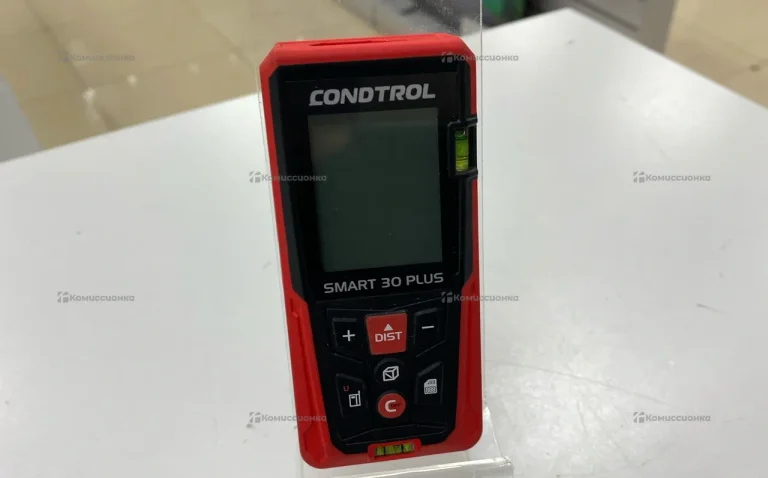 Комиссионка
Комиссионка
CONDTROL
Комиссионка
Комиссионка
SMART 30 PLUS
Комиссионка
Комиссионка
+
DIST
−
U
C
Комиссионка
Комиссионка